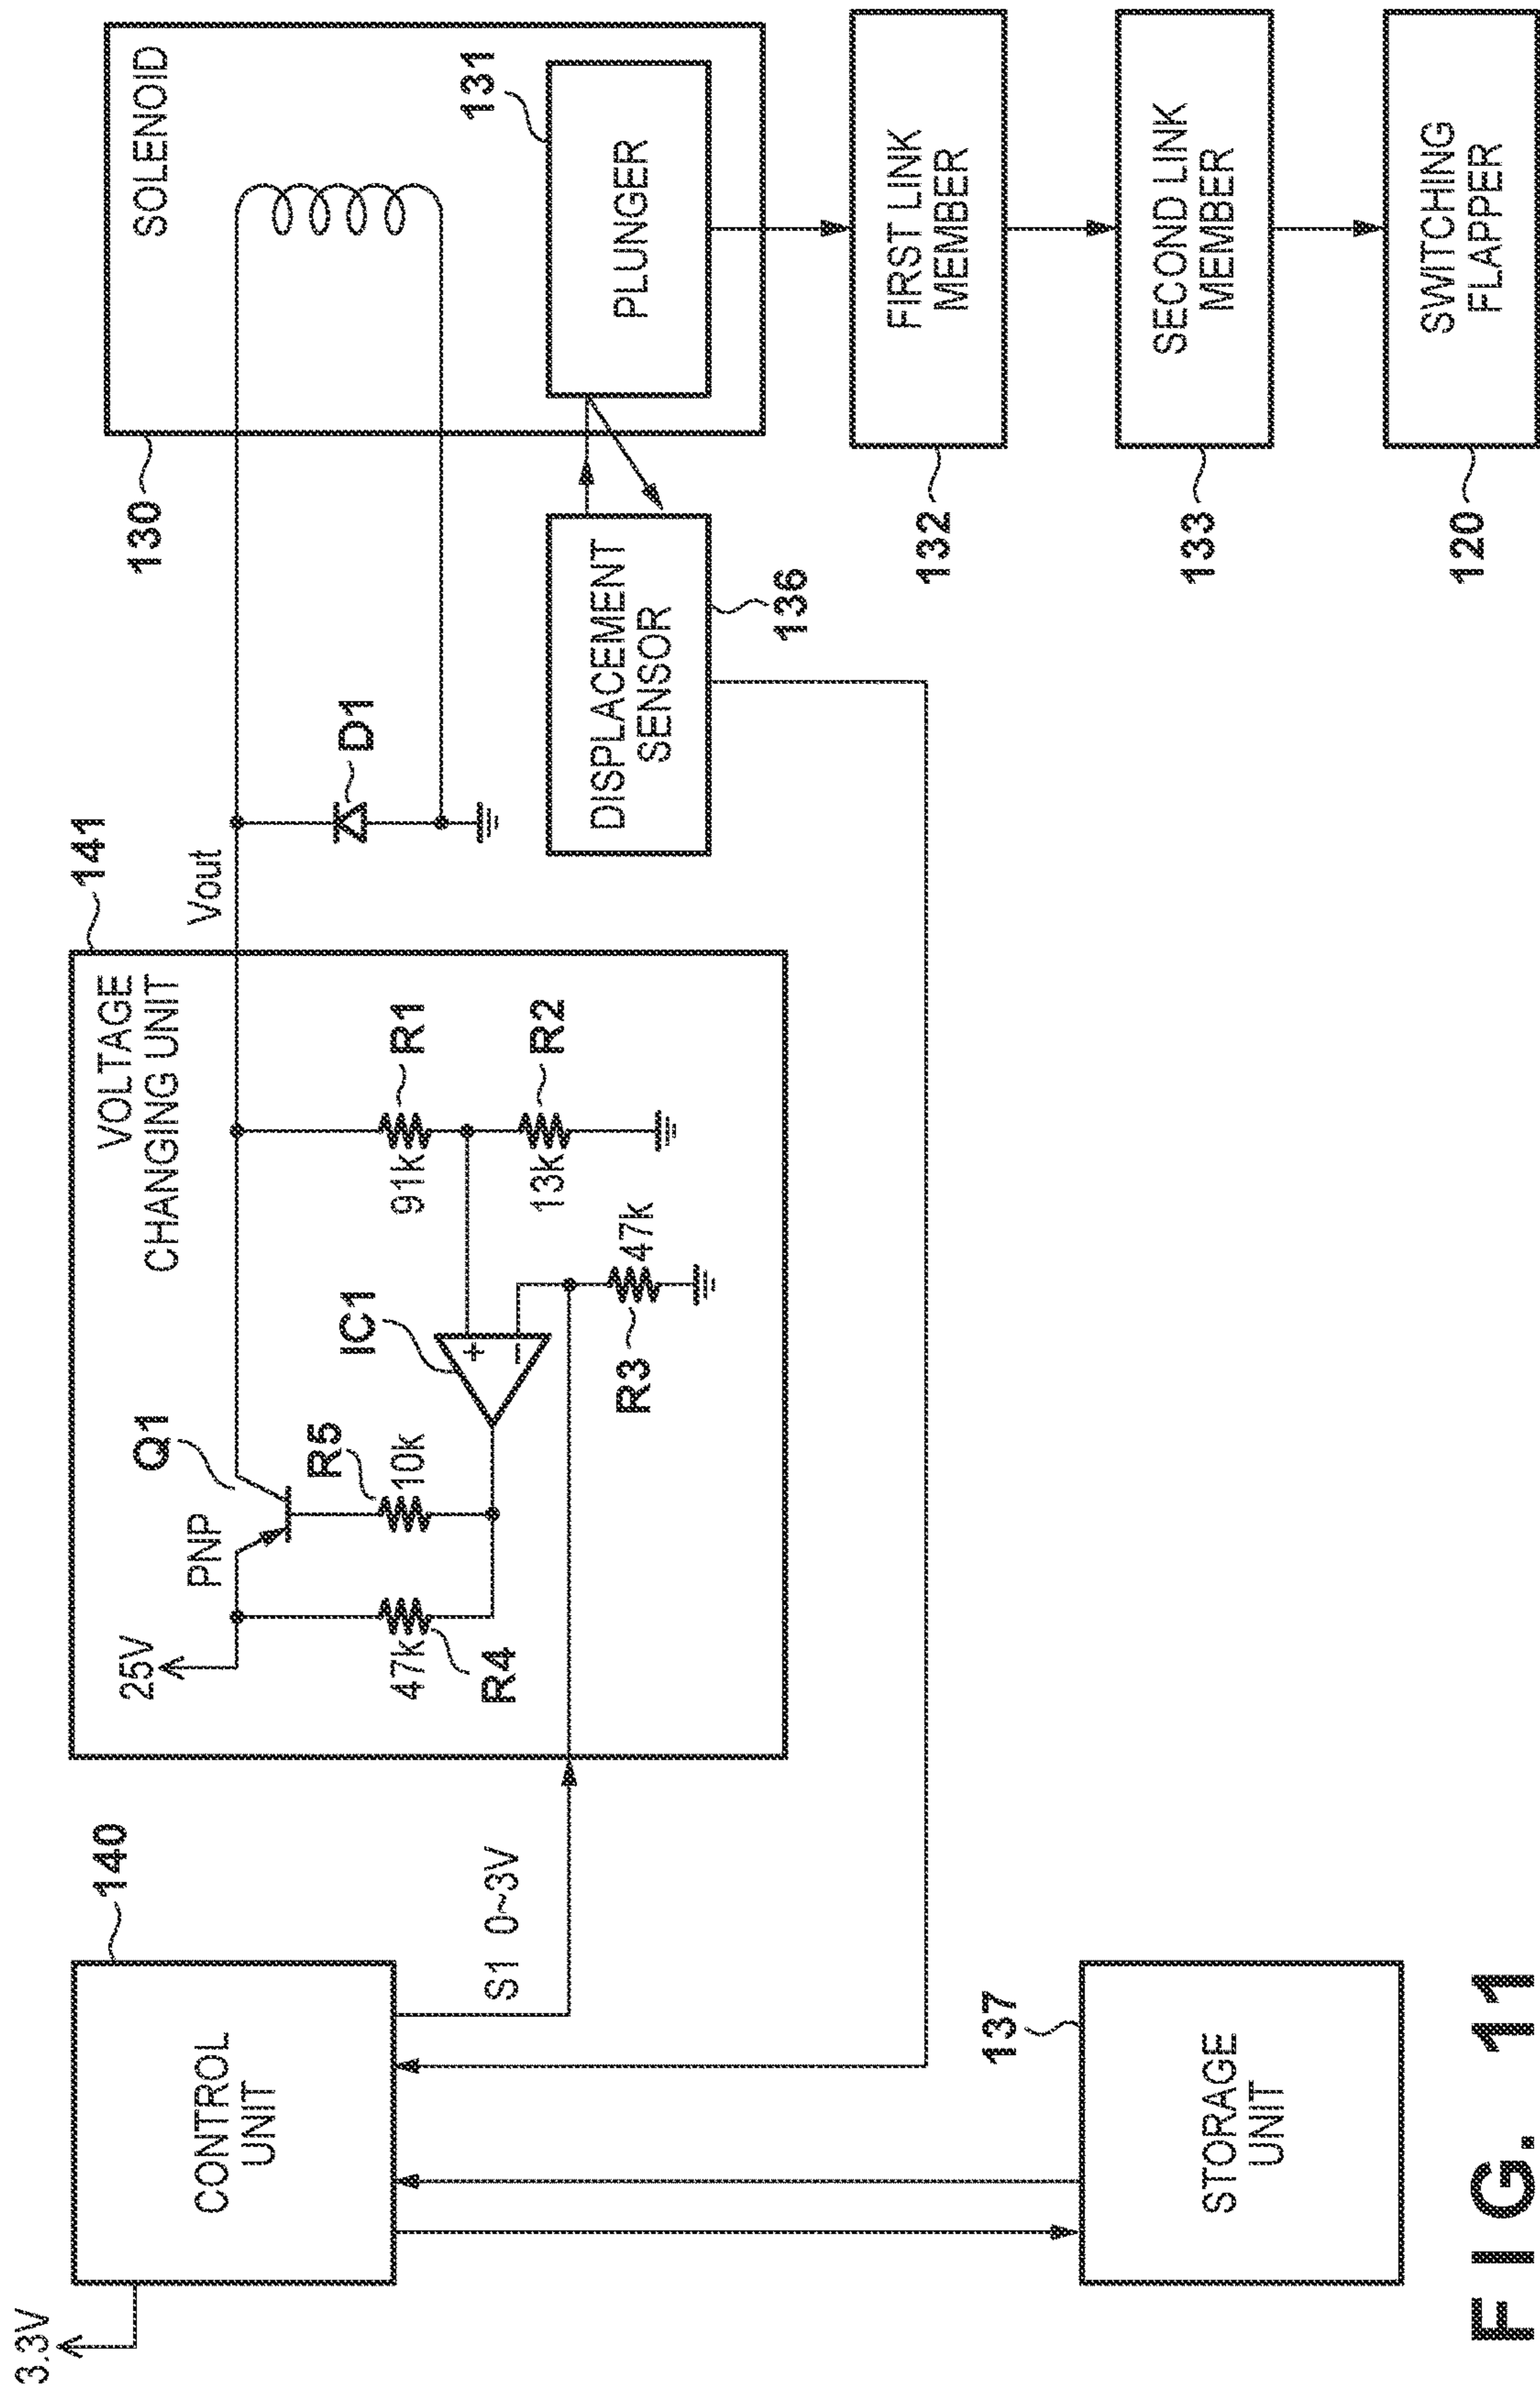 3.3V
CONTROL
UNIT
140
S1 0~3V
STORAGE
UNIT
137
141
VOLTAGE
CHANGING UNIT
25V
PNP
Q1
47k
R4
R5
10k
IC1
+
−
R3
47k
91k
R1
13k
R2
Vout
D1
130
SOLENOID
131
PLUNGER
DISPLACEMENT
SENSOR
136
FIRST LINK
MEMBER
132
SECOND LINK
MEMBER
133
SWITCHING
FLAPPER
120
FIG. 11